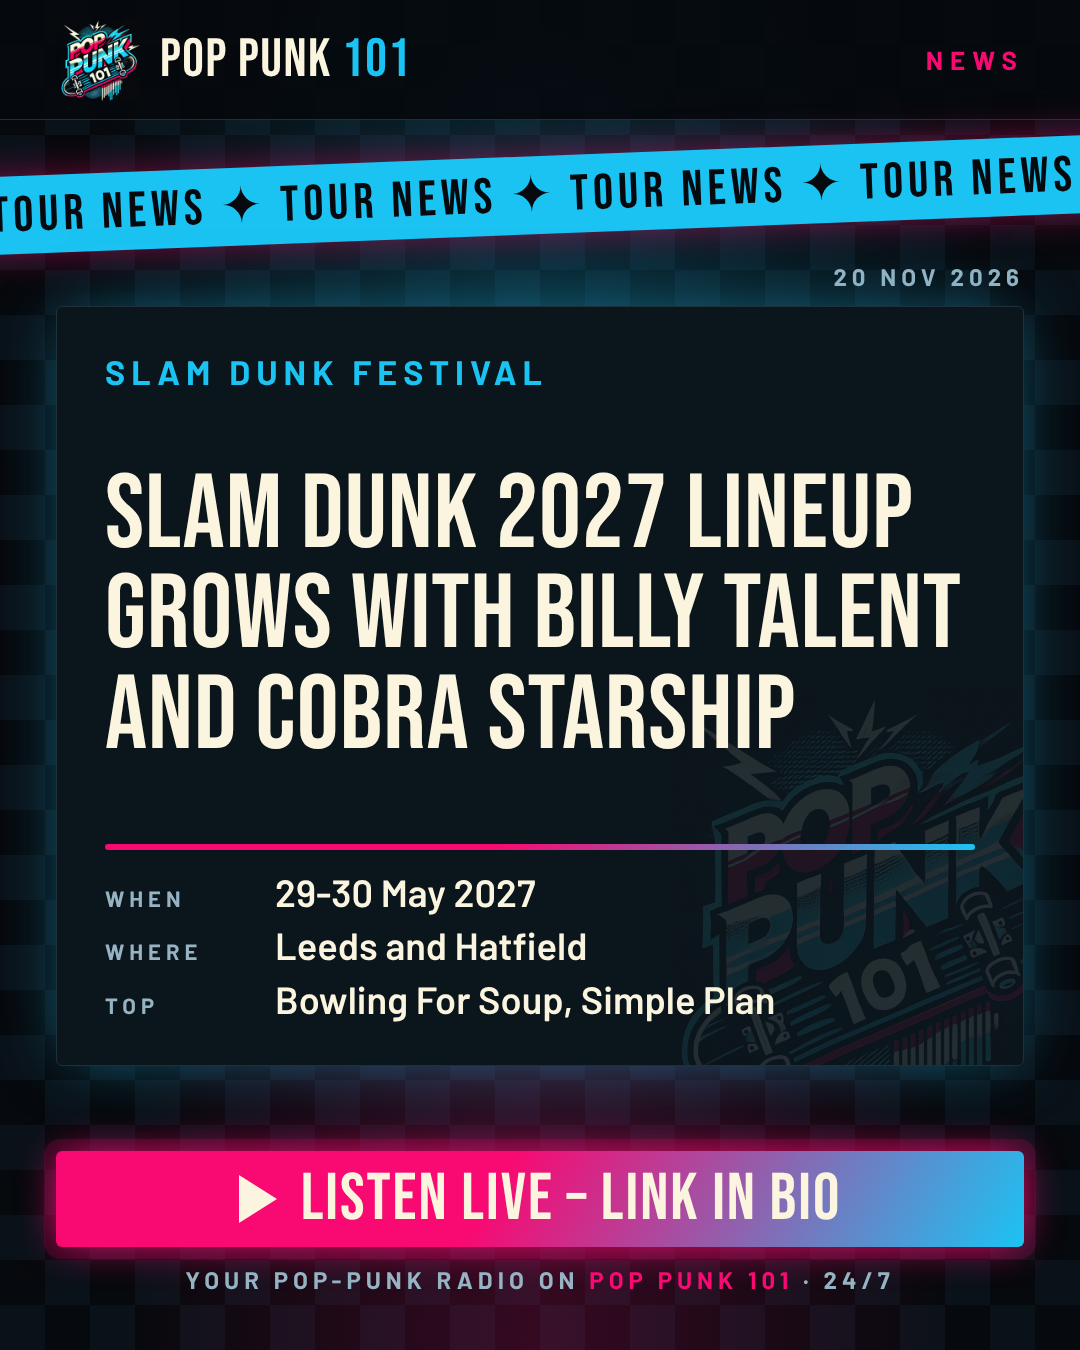 POP PUNK 101
POP PUNK 101
NEWS
TOUR NEWS ✦ TOUR NEWS ✦ TOUR NEWS ✦ TOUR NEWS
20 NOV 2026
SLAM DUNK FESTIVAL
SLAM DUNK 2027 LINEUP
GROWS WITH BILLY TALENT
AND COBRA STARSHIP
POP
PUNK
101
WHEN 29–30 May 2027
WHERE Leeds and Hatfield
TOP Bowling For Soup, Simple Plan
LISTEN LIVE – LINK IN BIO
YOUR POP-PUNK RADIO ON POP PUNK 101 · 24/7